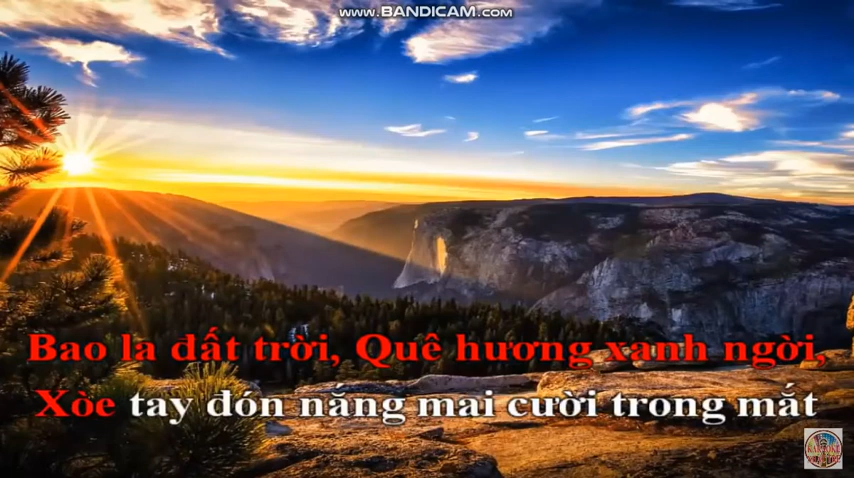 WWW.BANDICAM.COM
Bao la đất trời, Quê hương xanh ngời,
Xòe tay đón nắng mai cười trong mắt